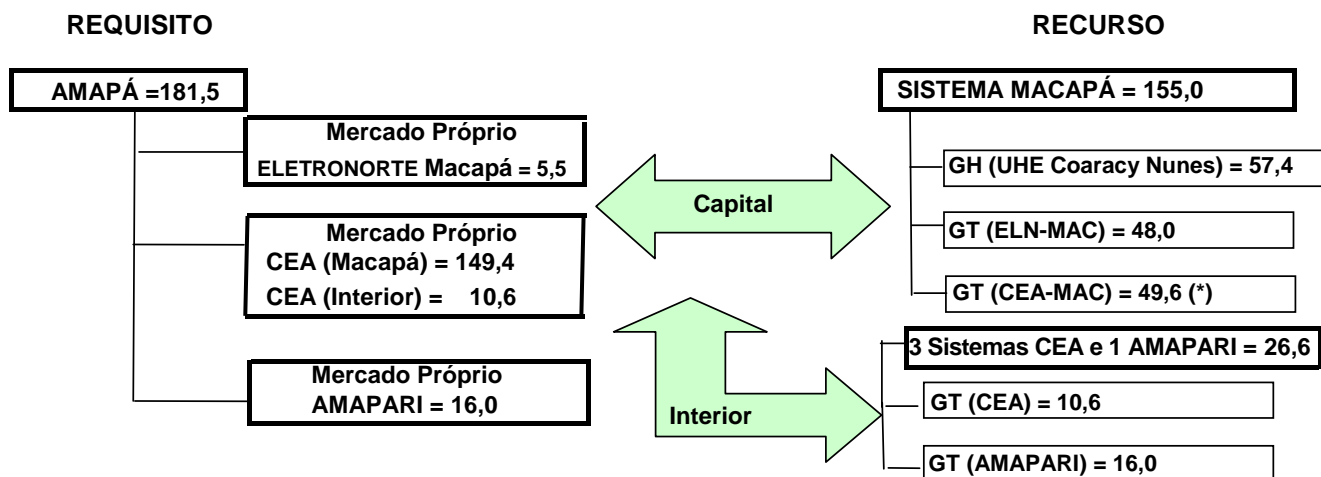 REQUISITO
AMAPÁ =181,5
Mercado Próprio
ELETRONORTE Macapá = 5,5
Mercado Próprio
CEA (Macapá) = 149,4
CEA (Interior) = 10,6
Mercado Próprio
AMAPARI = 16,0
Capital
Interior
RECURSO
SISTEMA MACAPÁ = 155,0
GH (UHE Coaracy Nunes) = 57,4
GT (ELN-MAC) = 48,0
GT (CEA-MAC) = 49,6 (*)
3 Sistemas CEA e 1 AMAPARI = 26,6
GT (CEA) = 10,6
GT (AMAPARI) = 16,0